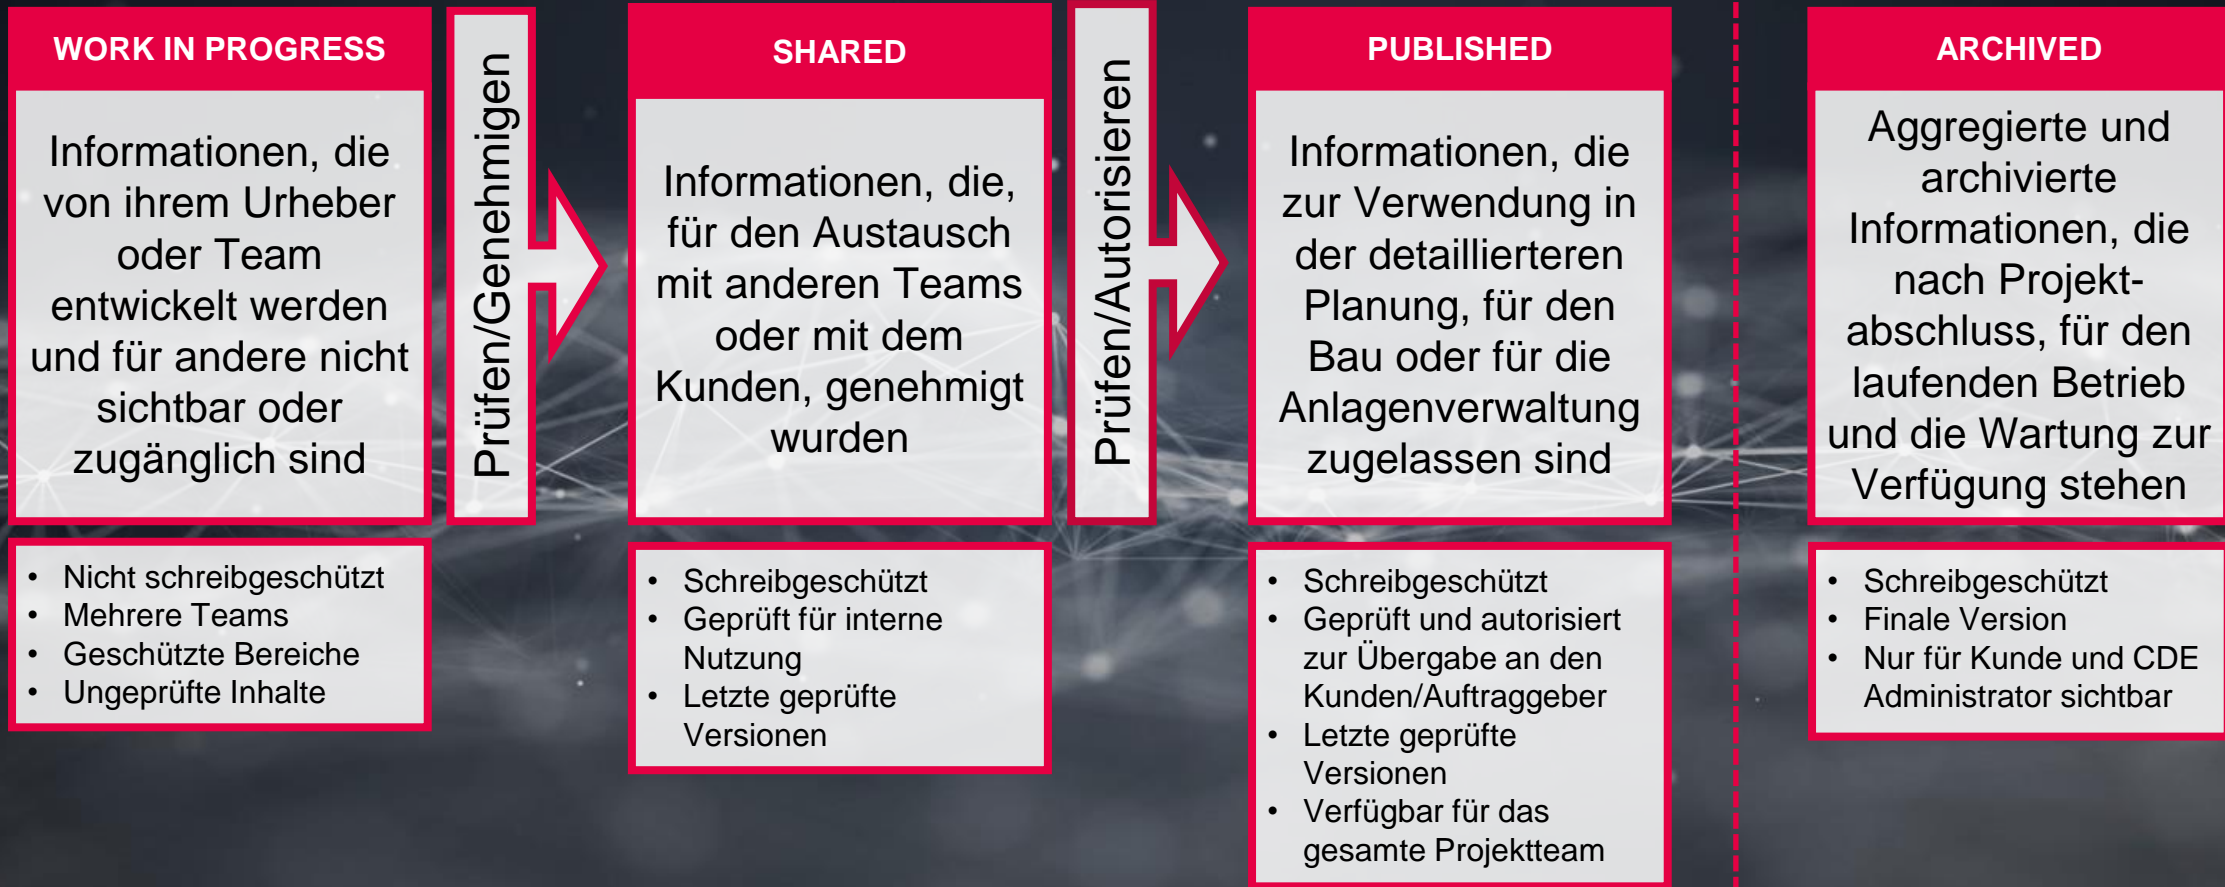 WORK IN PROGRESS
Informationen, die
von ihrem Urheber
oder Team
entwickelt werden
und für andere nicht
sichtbar oder
zugänglich sind
• Nicht schreibgeschützt
• Mehrere Teams
• Geschützte Bereiche
• Ungeprüfte Inhalte
Prüfen/Genehmigen
SHARED
Informationen, die,
für den Austausch
mit anderen Teams
oder mit dem
Kunden, genehmigt
wurden
• Schreibgeschützt
• Geprüft für interne
Nutzung
• Letzte geprüfte
Versionen
Prüfen/Autorisieren
PUBLISHED
Informationen, die
zur Verwendung in
der detaillierteren
Planung, für den
Bau oder für die
Anlagenverwaltung
zugelassen sind
• Schreibgeschützt
• Geprüft und autorisiert
zur Übergabe an den
Kunden/Auftraggeber
• Letzte geprüfte
Versionen
• Verfügbar für das
gesamte Projektteam
ARCHIVED
Aggregierte und
archivierte
Informationen, die
nach Projekt-
abschluss, für den
laufenden Betrieb
und die Wartung zur
Verfügung stehen
• Schreibgeschützt
• Finale Version
• Nur für Kunde und CDE
Administrator sichtbar